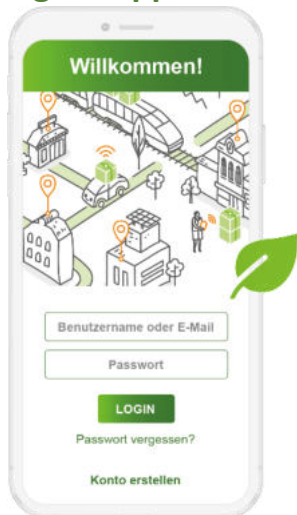 Willkommen!
Benutzername oder E-Mail
Passwort
LOGIN
Passwort vergessen?
Konto erstellen